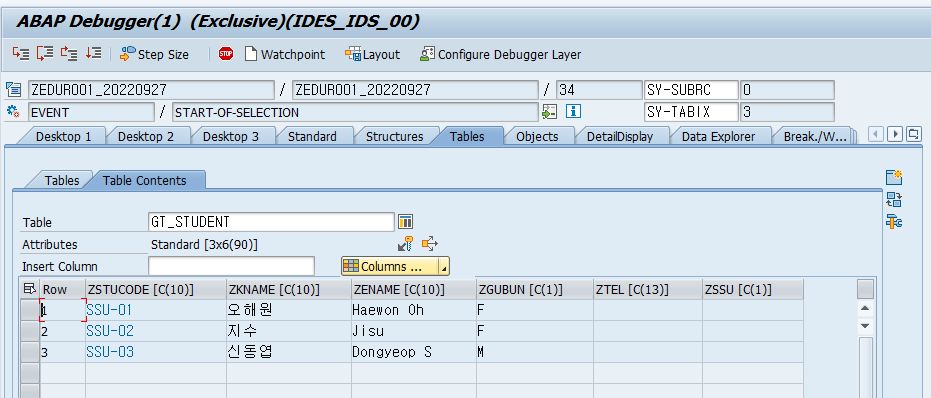 ABAP Debugger(1) (Exclusive)(IDES_IDS_00)
Step Size STOP Watchpoint Layout Configure Debugger Layer
ZEDUR001_20220927 / ZEDUR001_20220927 / 34 SY-SUBRC 0
EVENT / START-OF-SELECTION SY-TABIX 3
Desktop 1 Desktop 2 Desktop 3 Standard Structures Tables Objects DetailDisplay Data Explorer Break./W...
Tables Table Contents
Table GT_STUDENT
Attributes Standard [3x6(90)]
Insert Column Columns ...
Row ZSTUCODE [C(10)] ZKNAME [C(10)] ZENAME [C(10)] ZGUBUN [C(1)] ZTEL [C(13)] ZSSU [C(1)]
1 SSU-01 오해원 Haewon Oh F
2 SSU-02 지수 Jisu F
3 SSU-03 신동엽 Dongyeop S M